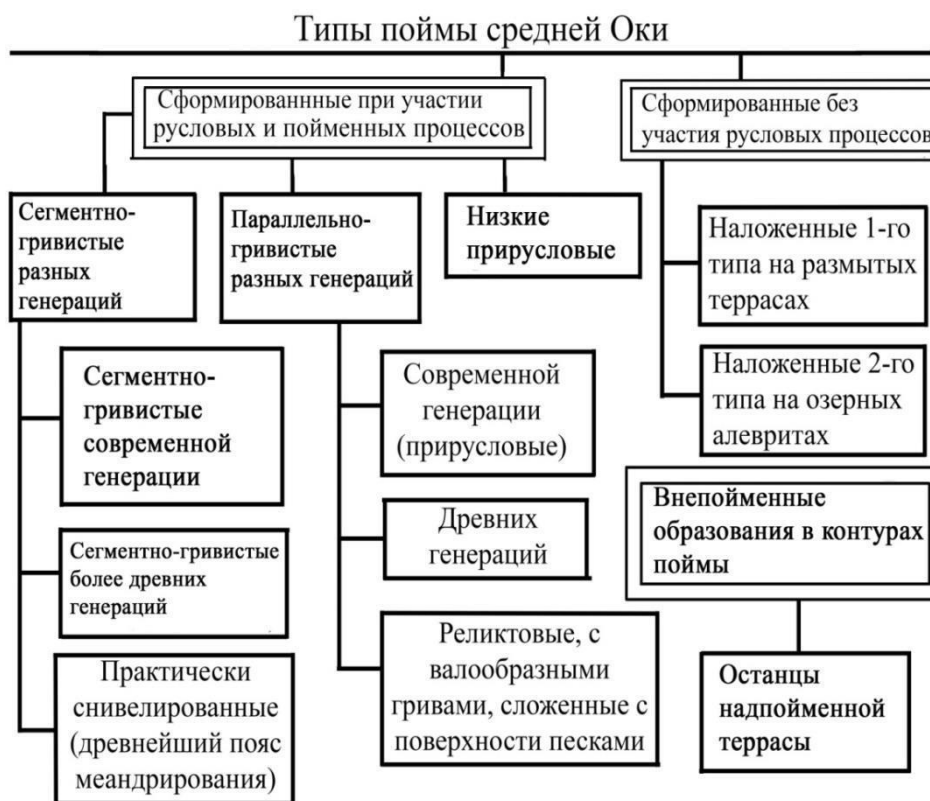 Типы поймы средней Оки
Сформированнные при участии
русловых и пойменных процессов
Сформированные без
участия русловых процессов
Сегментно-
гривистые
разных
генераций
Параллельно-
гривистые
разных генераций
Низкие
прирусловые
Наложенные 1-го
типа на размытых
террасах
Сегментно-
гривистые
современной
генерации
Современной
генерации
(прирусловые)
Наложенные 2-го
типа на озерных
алевритах
Сегментно-гривистые
более древних
генераций
Древних
генераций
Внепойменные
образования в контурах
поймы
Практически
снивелированные
(древнейший пояс
меандрирования)
Реликтовые, с
валообразными
гривами, сложенные с
поверхности песками
Останцы
надпойменной
террасы